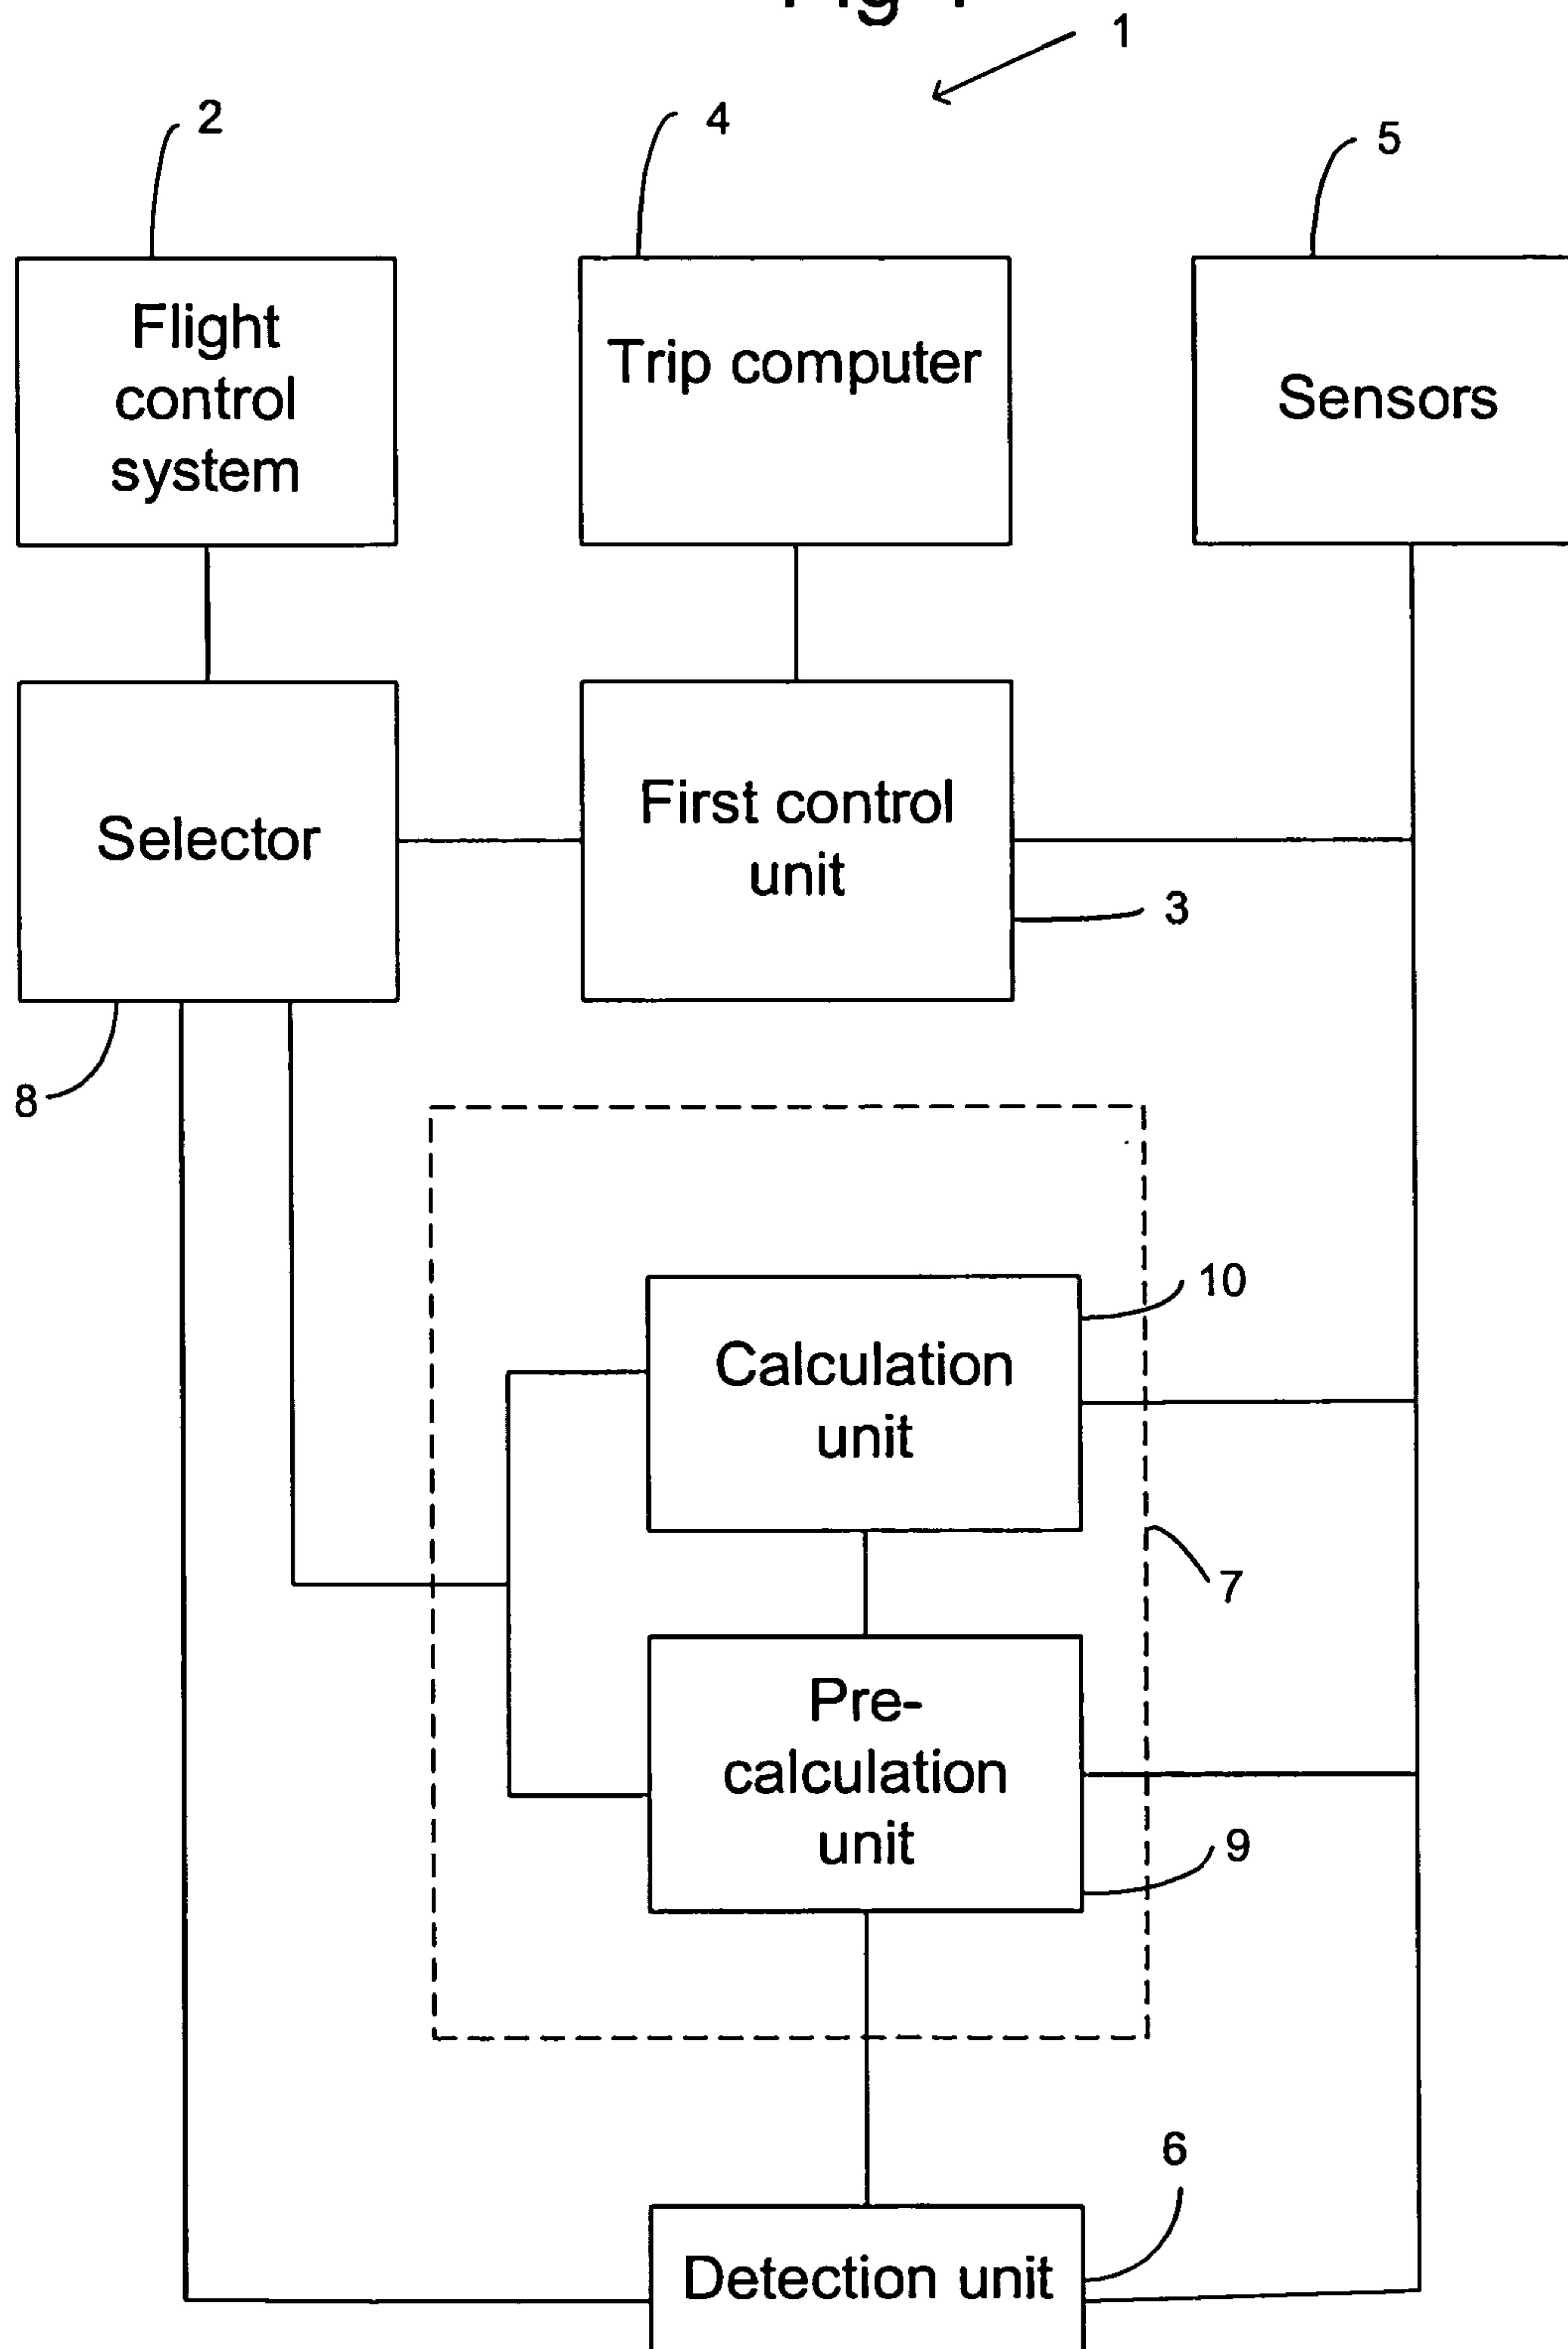 1
2
4
5
Flight
control
system
Trip computer
Sensors
Selector
First control
unit
3
8
10
Calculation
unit
7
Pre-
calculation
unit
9
6
Detection unit